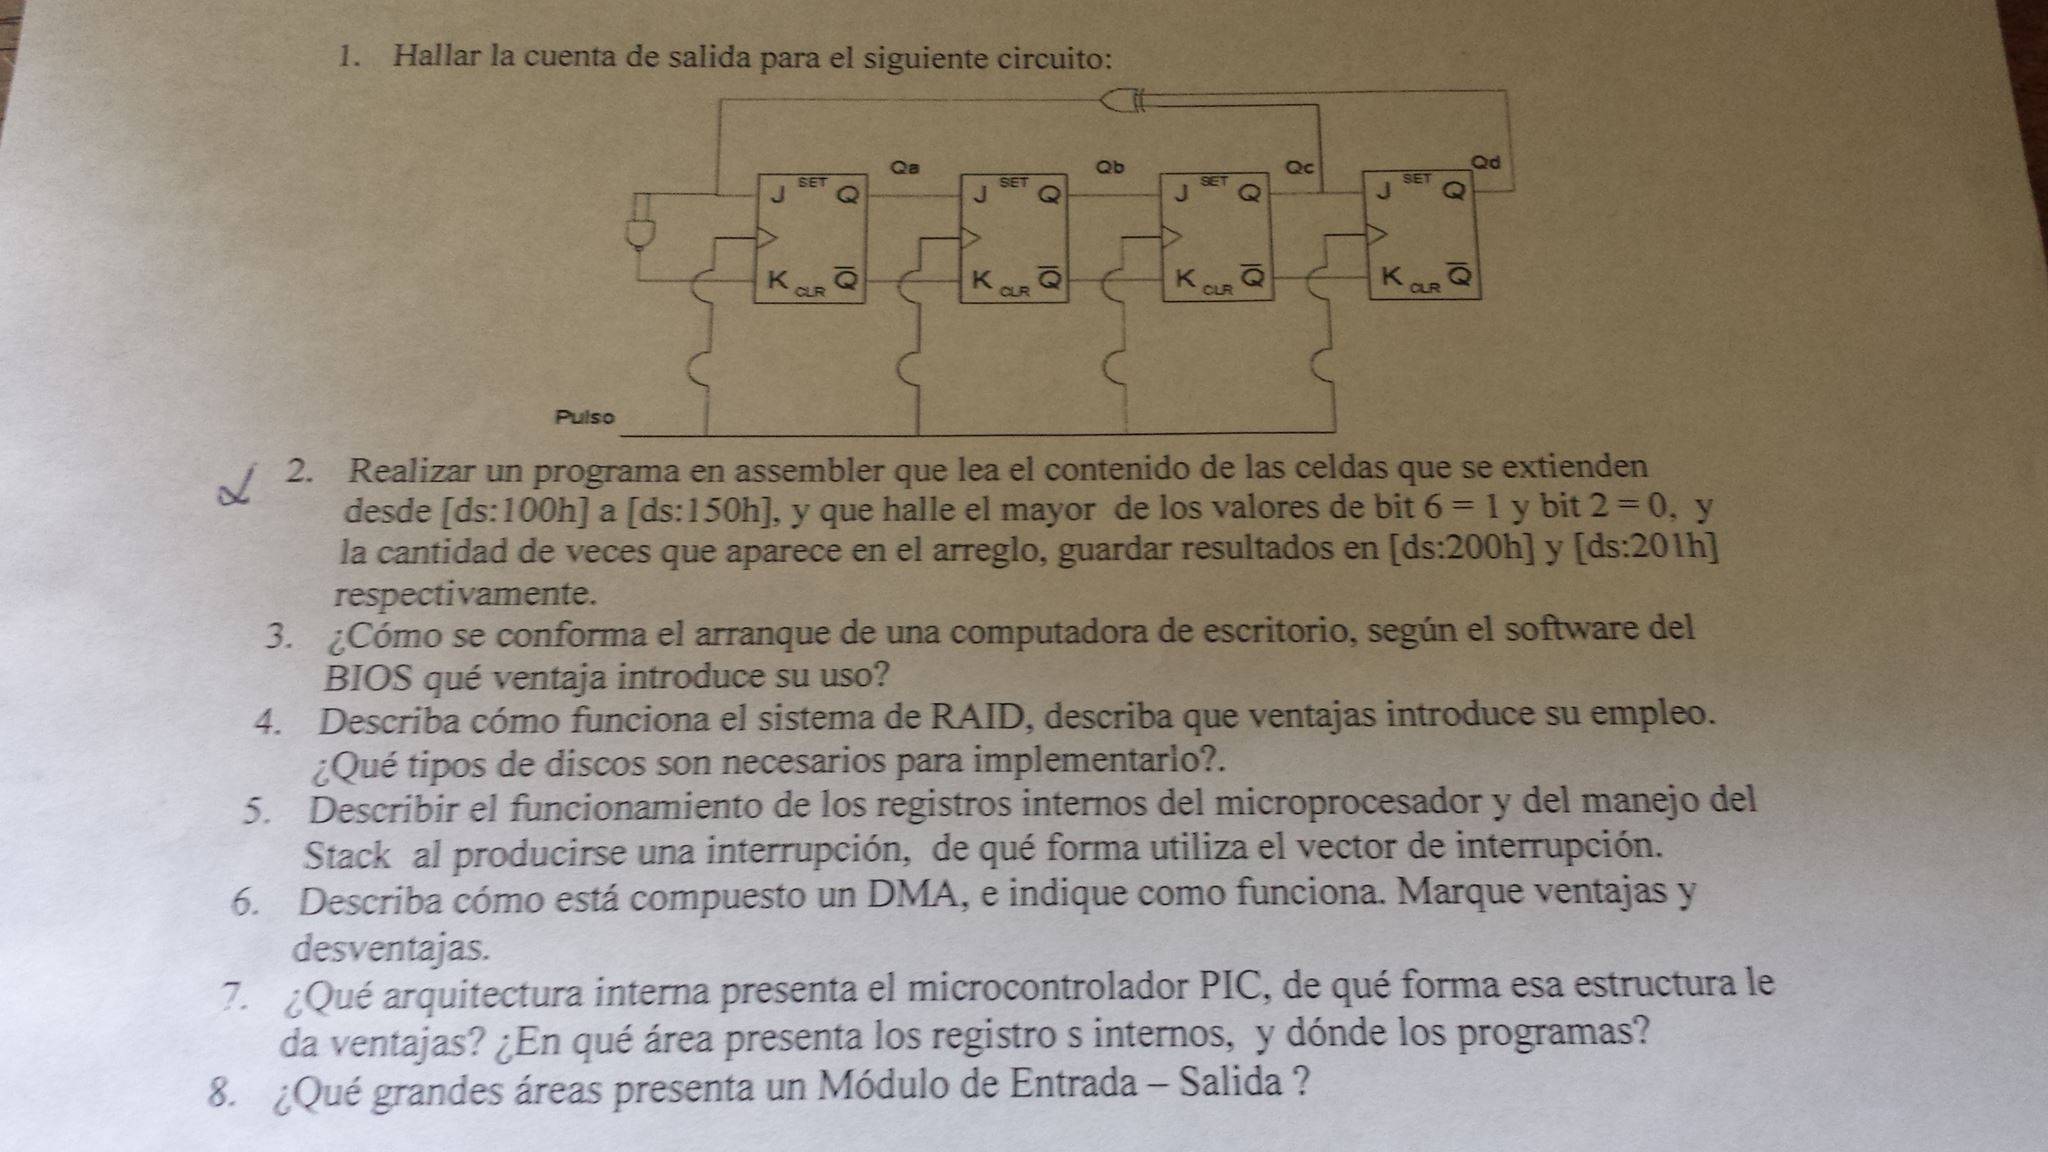 1. Hallar la cuenta de salida para el siguiente circuito:
Qa Qb Qc Qd
J SET Q J SET Q J SET Q J SET Q
K CLR Q̅ K CLR Q̅ K CLR Q̅ K CLR Q̅
Pulso
2. Realizar un programa en assembler que lea el contenido de las celdas que se extienden
desde [ds:100h] a [ds:150h], y que halle el mayor de los valores de bit 6 = 1 y bit 2 = 0, y
la cantidad de veces que aparece en el arreglo, guardar resultados en [ds:200h] y [ds:201h]
respectivamente.
3. ¿Cómo se conforma el arranque de una computadora de escritorio, según el software del
BIOS qué ventaja introduce su uso?
4. Describa cómo funciona el sistema de RAID, describa que ventajas introduce su empleo.
¿Qué tipos de discos son necesarios para implementarlo?.
5. Describir el funcionamiento de los registros internos del microprocesador y del manejo del
Stack al producirse una interrupción, de qué forma utiliza el vector de interrupción.
6. Describa cómo está compuesto un DMA, e indique como funciona. Marque ventajas y
desventajas.
7. ¿Qué arquitectura interna presenta el microcontrolador PIC, de qué forma esa estructura le
da ventajas? ¿En qué área presenta los registro s internos, y dónde los programas?
8. ¿Qué grandes áreas presenta un Módulo de Entrada – Salida ?